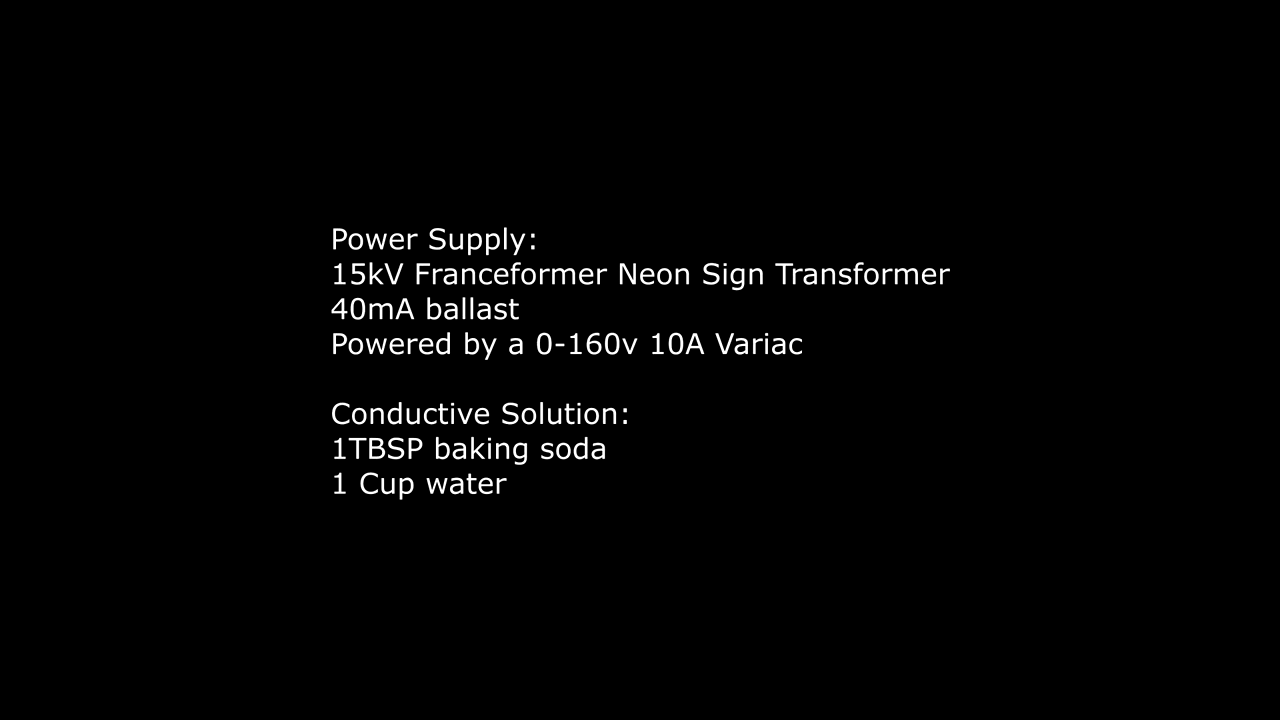 Power Supply:
15kV Franceformer Neon Sign Transformer
40mA ballast
Powered by a 0-160v 10A Variac
Conductive Solution:
1TBSP baking soda
1 Cup water